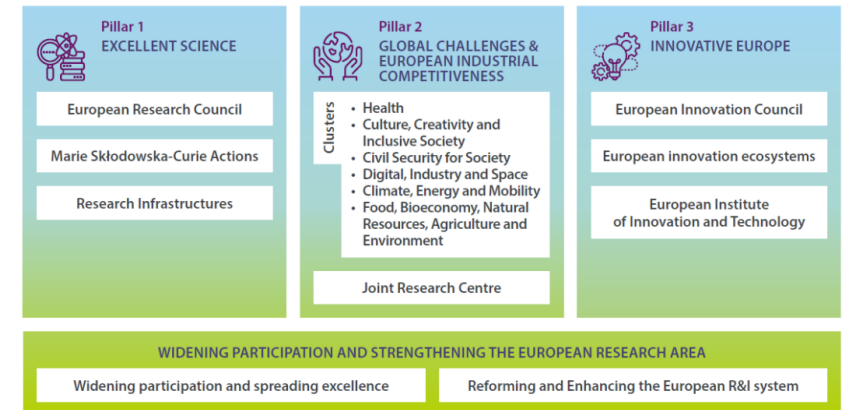 Pillar 1
EXCELLENT SCIENCE
European Research Council
Marie Skłodowska-Curie Actions
Research Infrastructures
Pillar 2
GLOBAL CHALLENGES &
EUROPEAN INDUSTRIAL
COMPETITIVENESS
Clusters
• Health
• Culture, Creativity and
Inclusive Society
• Civil Security for Society
• Digital, Industry and Space
• Climate, Energy and Mobility
• Food, Bioeconomy, Natural
Resources, Agriculture and
Environment
Joint Research Centre
Pillar 3
INNOVATIVE EUROPE
European Innovation Council
European innovation ecosystems
European Institute
of Innovation and Technology
WIDENING PARTICIPATION AND STRENGTHENING THE EUROPEAN RESEARCH AREA
Widening participation and spreading excellence
Reforming and Enhancing the European R&I system